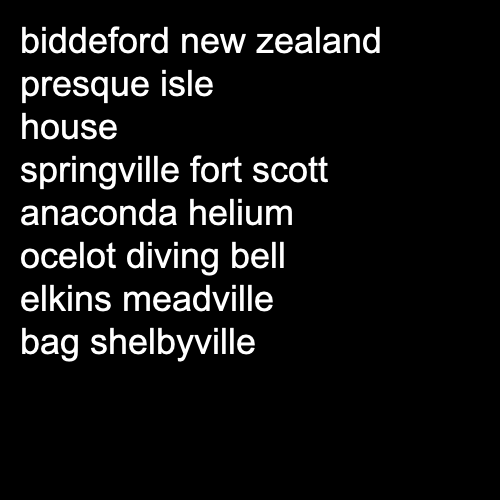 biddeford new zealand
presque isle
house
springville fort scott
anaconda helium
ocelot diving bell
elkins meadville
bag shelbyville